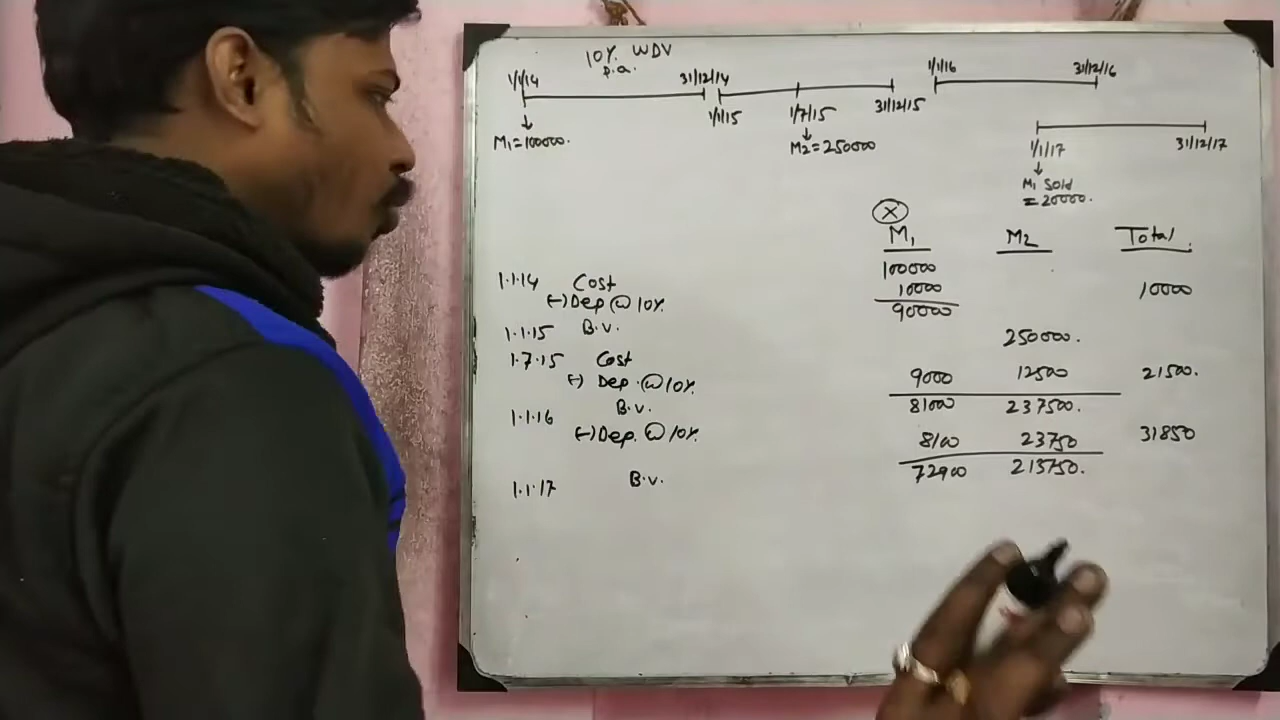 10% WDV
p.a.
1/1/14 31/12/14 1/1/16 31/12/16
1/1/15 1/7/15 31/12/15
M1=100000.
M2=250000
1/1/17 31/12/17
M1 Sold
=20000.
X
M1 M2 Total
1.1.14 Cost 100000
(-) Dep @ 10% 10000 10000
1.1.15 B.v. 90000
1.7.15 Cost 250000.
(-) Dep. @ 10% 9000 12500 21500.
1.1.16 B.v. 81000 237500.
(-) Dep. @ 10% 8100 23750 31850
1.1.17 B.v. 72900 213750.